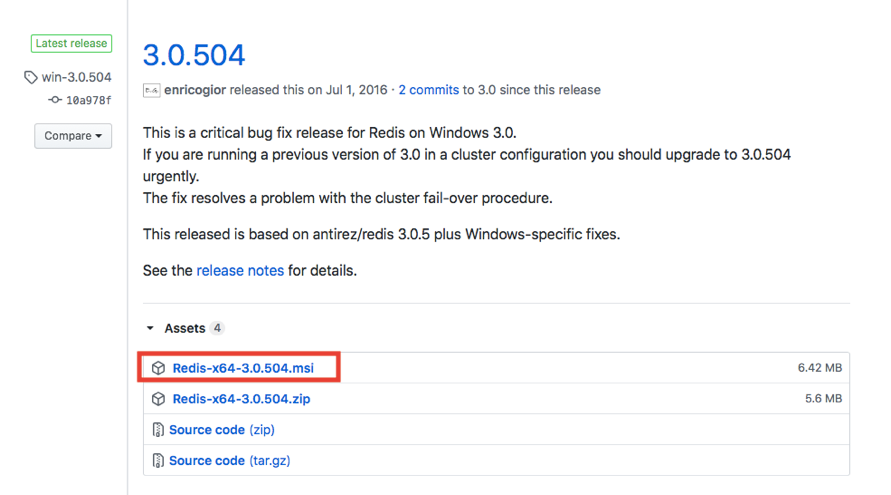 Latest release
win-3.0.504
10a978f
Compare
3.0.504
enricogior released this on Jul 1, 2016 · 2 commits to 3.0 since this release
This is a critical bug fix release for Redis on Windows 3.0.
If you are running a previous version of 3.0 in a cluster configuration you should upgrade to 3.0.504
urgently.
The fix resolves a problem with the cluster fail-over procedure.
This released is based on antirez/redis 3.0.5 plus Windows-specific fixes.
See the release notes for details.
Assets 4
Redis-x64-3.0.504.msi 6.42 MB
Redis-x64-3.0.504.zip 5.6 MB
Source code (zip)
Source code (tar.gz)